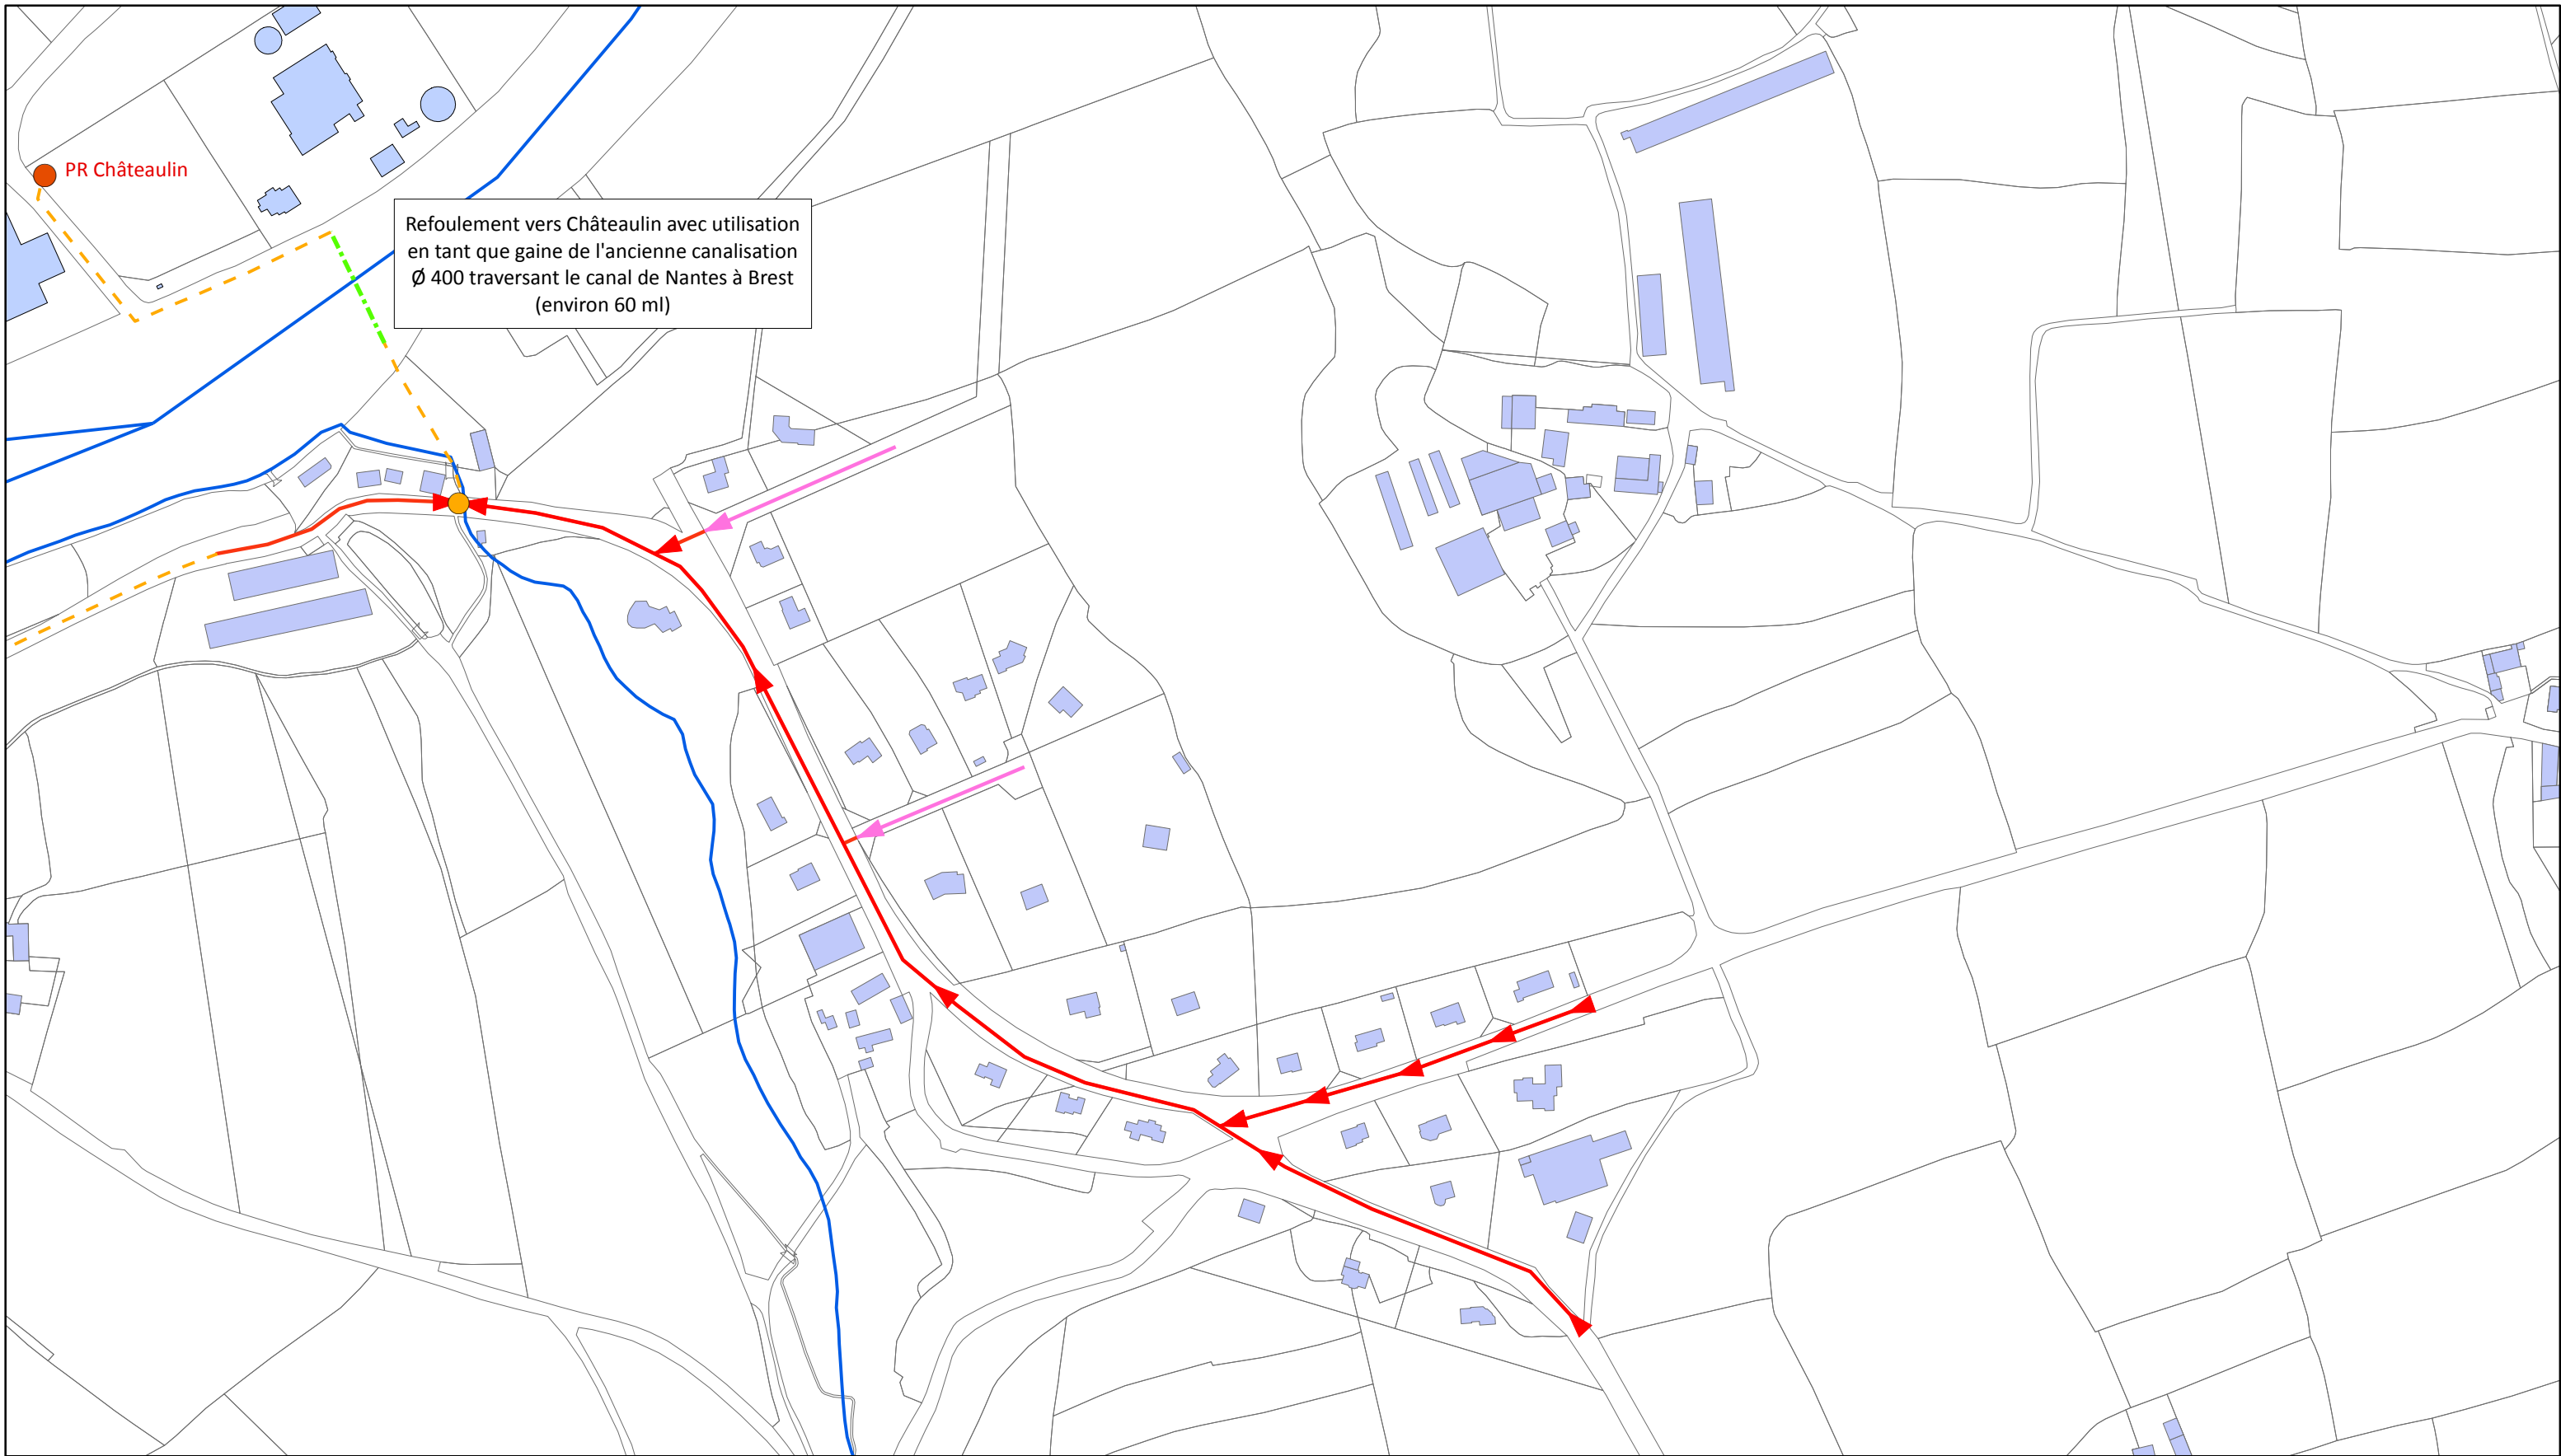 PR Châteaulin
Refoulement vers Châteaulin avec utilisation
en tant que gaine de l'ancienne canalisation
Ø 400 traversant le canal de Nantes à Brest
(environ 60 ml)